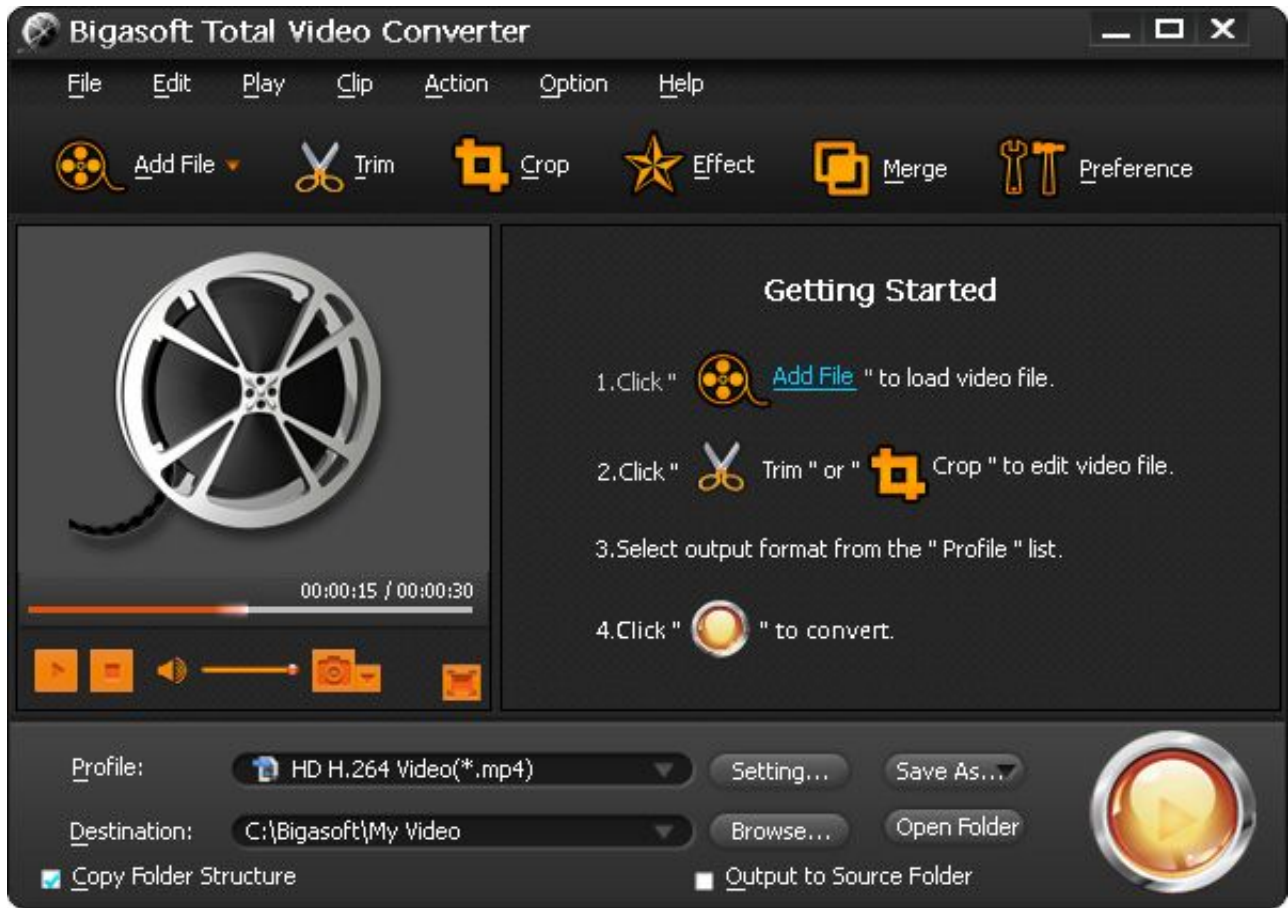 Bigasoft Total Video Converter
File Edit Play Clip Action Option Help
Add File Trim Crop Effect Merge Preference
Getting Started
1.Click " Add File " to load video file.
2.Click " Trim " or " Crop " to edit video file.
3.Select output format from the " Profile " list.
4.Click " " to convert.
00:00:15 / 00:00:30
Profile: HD H.264 Video(*.mp4) Setting... Save As...
Destination: C:\Bigasoft\My Video Browse... Open Folder
Copy Folder Structure Output to Source Folder